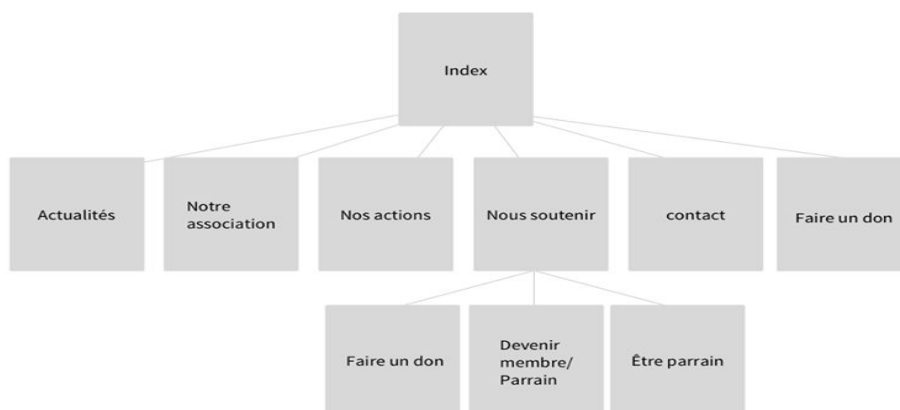 Index
Actualités
Notre
association
Nos actions
Nous soutenir
contact
Faire un don
Faire un don
Devenir
membre/
Parrain
Être parrain